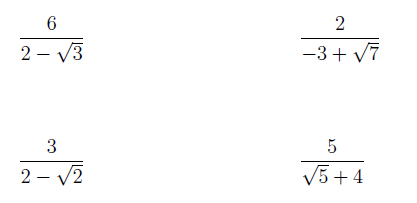 6/(2 − √3) 2/(−3 + √7)
3/(2 − √2) 5/(√5 + 4)